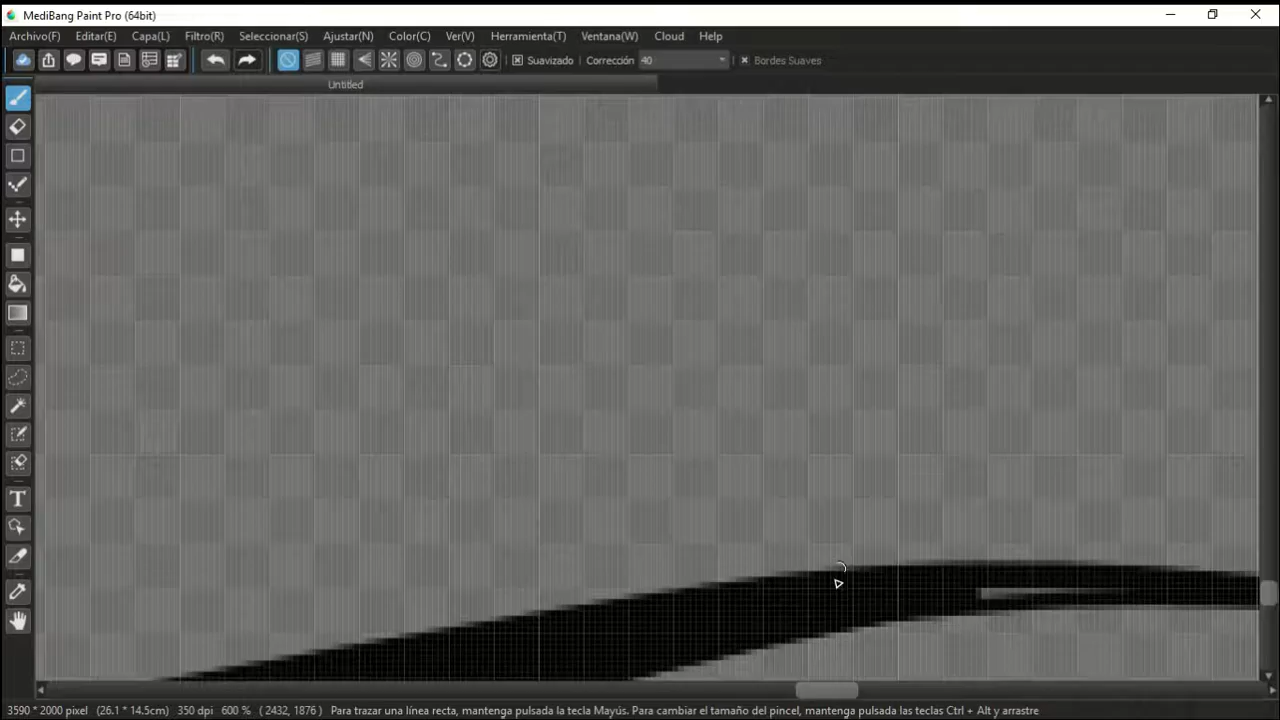 MediBang Paint Pro (64bit)
Archivo(F) Editar(E) Capa(L) Filtro(R) Seleccionar(S) Ajustar(N) Color(C) Ver(V) Herramienta(T) Ventana(W) Cloud Help
Suavizado Corrección 40 Bordes Suaves
Untitled
T
3590 * 2000 pixel (26.1 * 14.5cm) 350 dpi 600 % ( 2432, 1876 ) Para trazar una línea recta, mantenga pulsada la tecla Mayús. Para cambiar el tamaño del pincel, mantenga pulsada las teclas Ctrl + Alt y arrastre